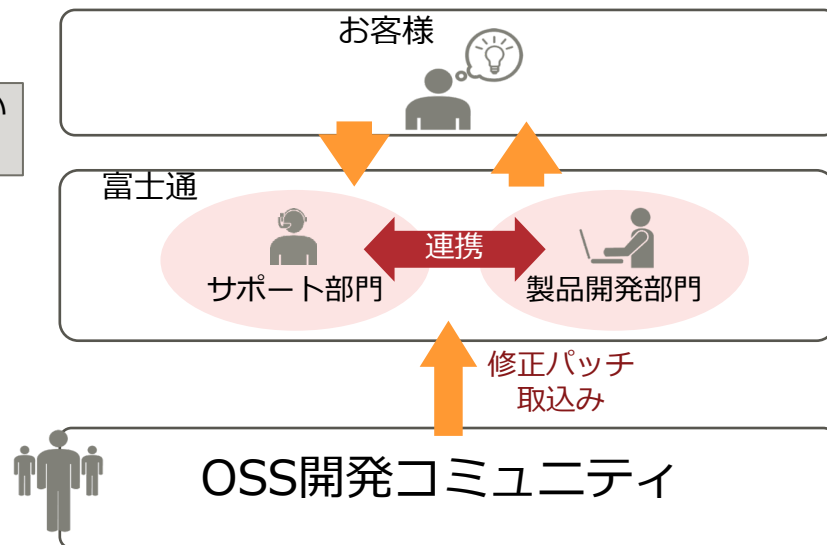 お客様
い
富士通
連携
サポート部門
製品開発部門
修正パッチ
取込み
OSS開発コミュニティ